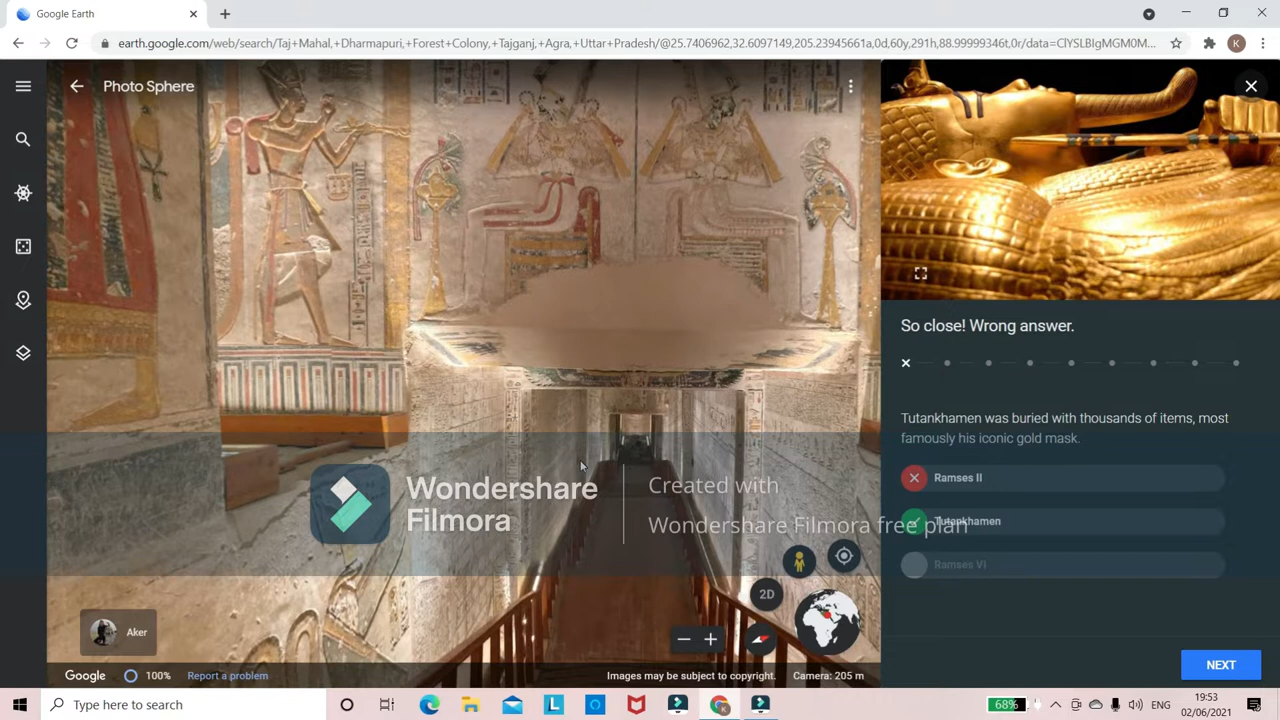 Google Earth
earth.google.com/web/search/Taj+Mahal,+Dharmapuri,+Forest+Colony,+Tajganj,+Agra,+Uttar+Pradesh/@25.7406962,32.6097149,205.23945661a,0d,60y,291h,88.99999346t,0r/data=ClYSLBIgMGM0M...
K
Photo Sphere
So close! Wrong answer.
Tutankhamen was buried with thousands of items, most
famously his iconic gold mask.
Ramses II
Tutankhamen
Ramses VI
Wondershare
Filmora
Created with
Wondershare Filmora free plan
2D
Aker
NEXT
Google
100%
Report a problem
Images may be subject to copyright.
Camera: 205 m
Type here to search
L
68%
ENG
19:53
02/06/2021